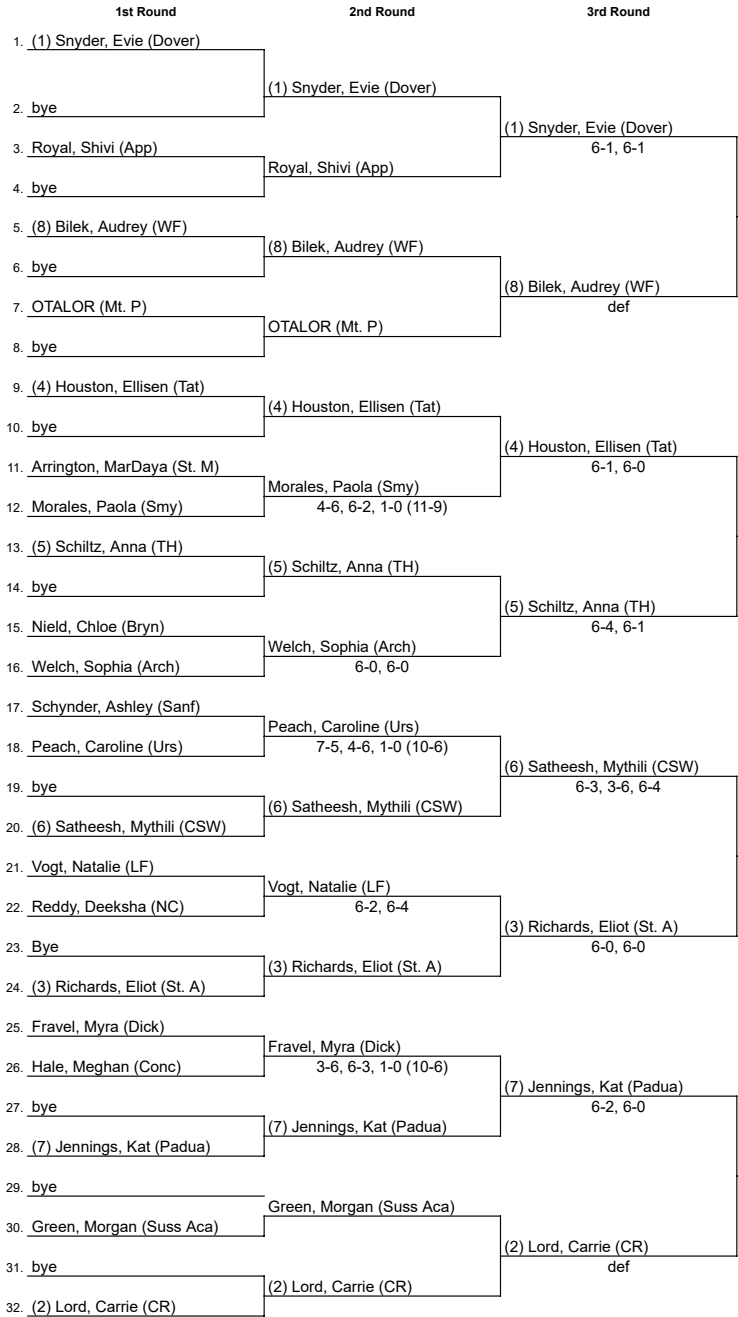 1st Round
2nd Round
3rd Round
1. (1) Snyder, Evie (Dover)
(1) Snyder, Evie (Dover)
2. bye
(1) Snyder, Evie (Dover)
6-1, 6-1
3. Royal, Shivi (App)
Royal, Shivi (App)
4. bye
5. (8) Bilek, Audrey (WF)
(8) Bilek, Audrey (WF)
6. bye
(8) Bilek, Audrey (WF)
def
7. OTALOR (Mt. P)
OTALOR (Mt. P)
8. bye
9. (4) Houston, Ellisen (Tat)
(4) Houston, Ellisen (Tat)
10. bye
(4) Houston, Ellisen (Tat)
6-1, 6-0
11. Arrington, MarDaya (St. M)
Morales, Paola (Smy)
4-6, 6-2, 1-0 (11-9)
12. Morales, Paola (Smy)
13. (5) Schiltz, Anna (TH)
(5) Schiltz, Anna (TH)
14. bye
(5) Schiltz, Anna (TH)
6-4, 6-1
15. Nield, Chloe (Bryn)
Welch, Sophia (Arch)
6-0, 6-0
16. Welch, Sophia (Arch)
17. Schynder, Ashley (Sanf)
Peach, Caroline (Urs)
7-5, 4-6, 1-0 (10-6)
18. Peach, Caroline (Urs)
(6) Satheesh, Mythili (CSW)
6-3, 3-6, 6-4
19. bye
(6) Satheesh, Mythili (CSW)
20. (6) Satheesh, Mythili (CSW)
21. Vogt, Natalie (LF)
Vogt, Natalie (LF)
6-2, 6-4
22. Reddy, Deeksha (NC)
(3) Richards, Eliot (St. A)
6-0, 6-0
23. Bye
(3) Richards, Eliot (St. A)
24. (3) Richards, Eliot (St. A)
25. Fravel, Myra (Dick)
Fravel, Myra (Dick)
3-6, 6-3, 1-0 (10-6)
26. Hale, Meghan (Conc)
(7) Jennings, Kat (Padua)
6-2, 6-0
27. bye
(7) Jennings, Kat (Padua)
28. (7) Jennings, Kat (Padua)
29. bye
Green, Morgan (Suss Aca)
30. Green, Morgan (Suss Aca)
(2) Lord, Carrie (CR)
def
31. bye
(2) Lord, Carrie (CR)
32. (2) Lord, Carrie (CR)